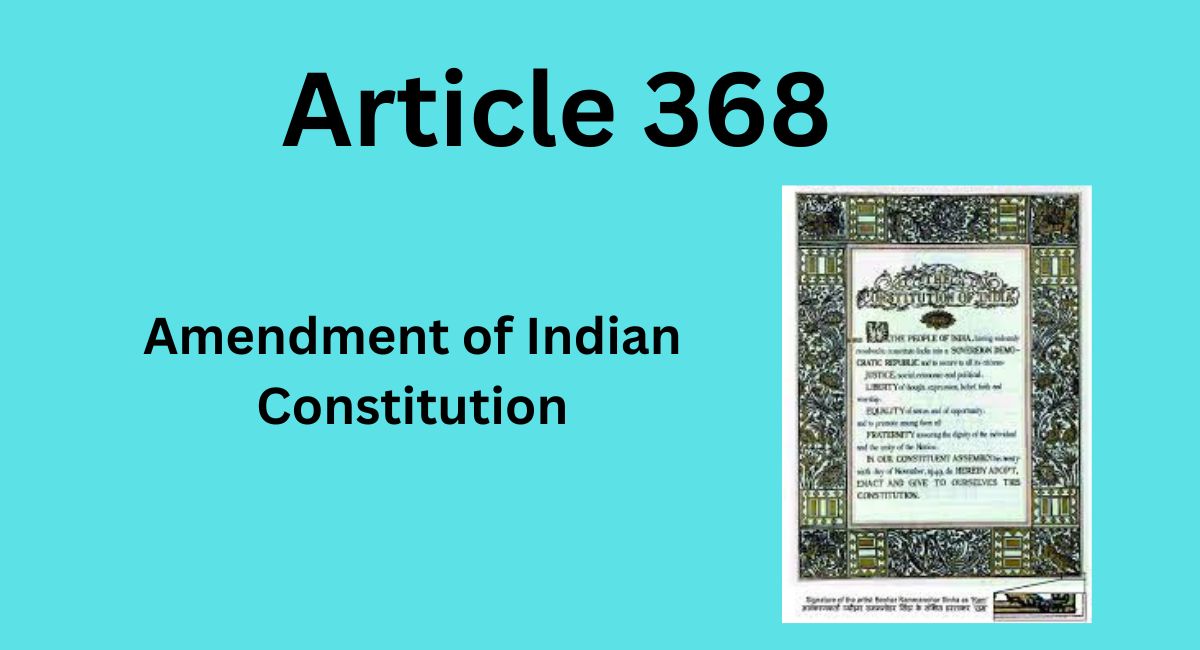 Article 368
Amendment of Indian
Constitution
THE
CONSTITUTION OF INDIA
WE, THE PEOPLE OF INDIA, having solemnly
resolved to constitute India into a SOVEREIGN DEMO-
CRATIC REPUBLIC and to secure to all its citizens:
JUSTICE, social, economic and political;
LIBERTY of thought, expression, belief, faith and
worship;
EQUALITY of status and of opportunity;
and to promote among them all
FRATERNITY assuring the dignity of the individual
and the unity of the Nation;
IN OUR CONSTITUENT ASSEMBLY this twenty
sixth day of November, 1949, do HEREBY ADOPT,
ENACT AND GIVE TO OURSELVES THIS
CONSTITUTION.
Signature of the artist Beohar Rammanohar Sinha as 'Ram'